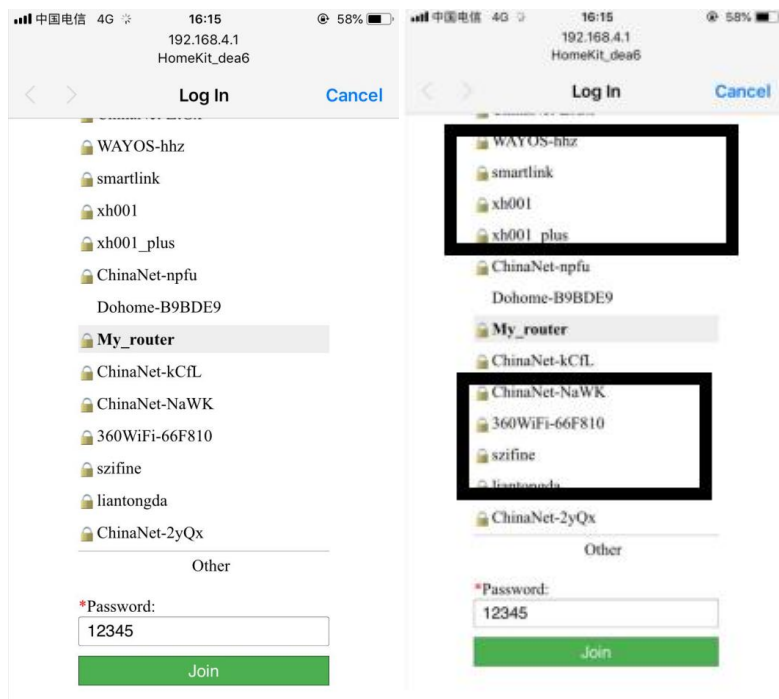 中国电信 4G 16:15 58%
192.168.4.1
HomeKit_dea6
Log In Cancel
WAYOS-hhz
smartlink
xh001
xh001_plus
ChinaNet-npfu
Dohome-B9BDE9
My_router
ChinaNet-kCfL
ChinaNet-NaWK
360WiFi-66F810
szifine
liantongda
ChinaNet-2yQx
Other
*Password:
12345
Join
中国电信 4G 16:15 58%
192.168.4.1
HomeKit_dea6
Log In Cancel
WAYOS-hhz
smartlink
xh001
xh001_plus
ChinaNet-npfu
Dohome-B9BDE9
My_router
ChinaNet-kCfL
ChinaNet-NaWK
360WiFi-66F810
szifine
liantongda
ChinaNet-2yQx
Other
*Password:
12345
Join